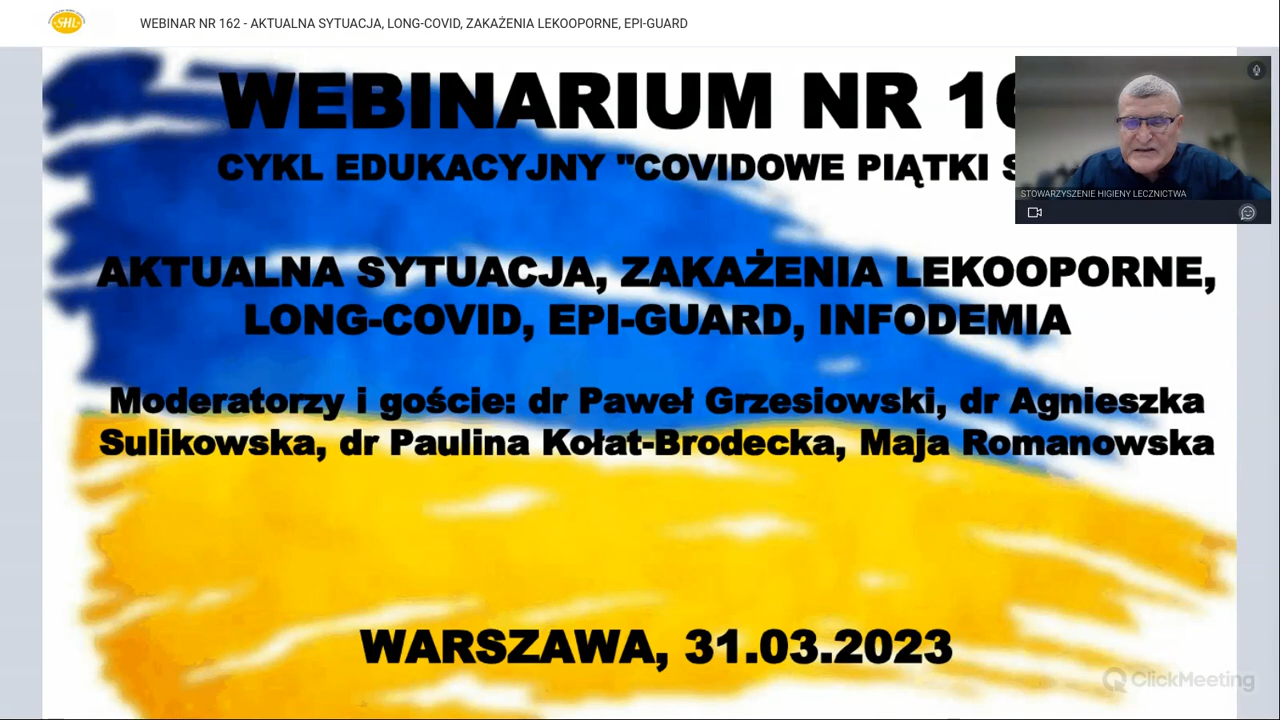 SHL
WEBINAR NR 162 - AKTUALNA SYTUACJA, LONG-COVID, ZAKAŻENIA LEKOOPORNE, EPI-GUARD
WEBINARIUM NR 16
CYKL EDUKACYJNY "COVIDOWE PIĄTKI S
STOWARZYSZENIE HIGIENY LECZNICTWA
AKTUALNA SYTUACJA, ZAKAŻENIA LEKOOPORNE,
LONG-COVID, EPI-GUARD, INFODEMIA
Moderatorzy i goście: dr Paweł Grzesiowski, dr Agnieszka
Sulikowska, dr Paulina Kołat-Brodecka, Maja Romanowska
WARSZAWA, 31.03.2023
ClickMeeting